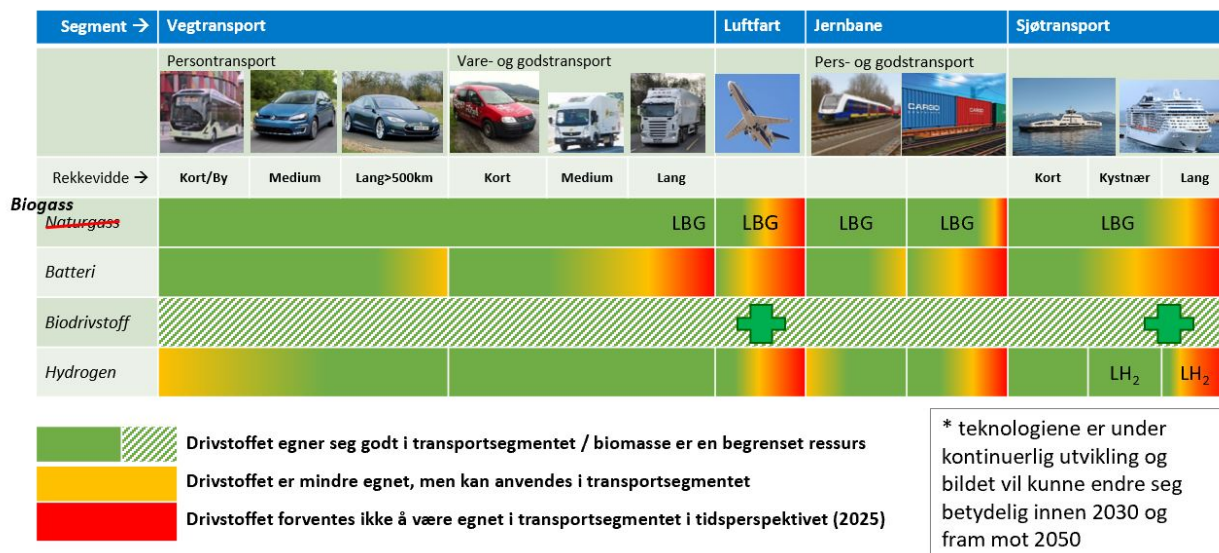 Segment → Vegtransport Luftfart Jernbane Sjøtransport
Persontransport Vare- og godstransport Pers- og godstransport
CARGO
CARGO
Rekkevidde → Kort/By Medium Lang>500km Kort Medium Lang Kort Kystnær Lang
Biogass
Naturgass LBG LBG LBG LBG LBG
Batteri
Biodrivstoff
Hydrogen LH₂ LH₂
Drivstoffet egner seg godt i transportsegmentet / biomasse er en begrenset ressurs
Drivstoffet er mindre egnet, men kan anvendes i transportsegmentet
Drivstoffet forventes ikke å være egnet i transportsegmentet i tidsperspektivet (2025)
* teknologiene er under
kontinuerlig utvikling og
bildet vil kunne endre seg
betydelig innen 2030 og
fram mot 2050